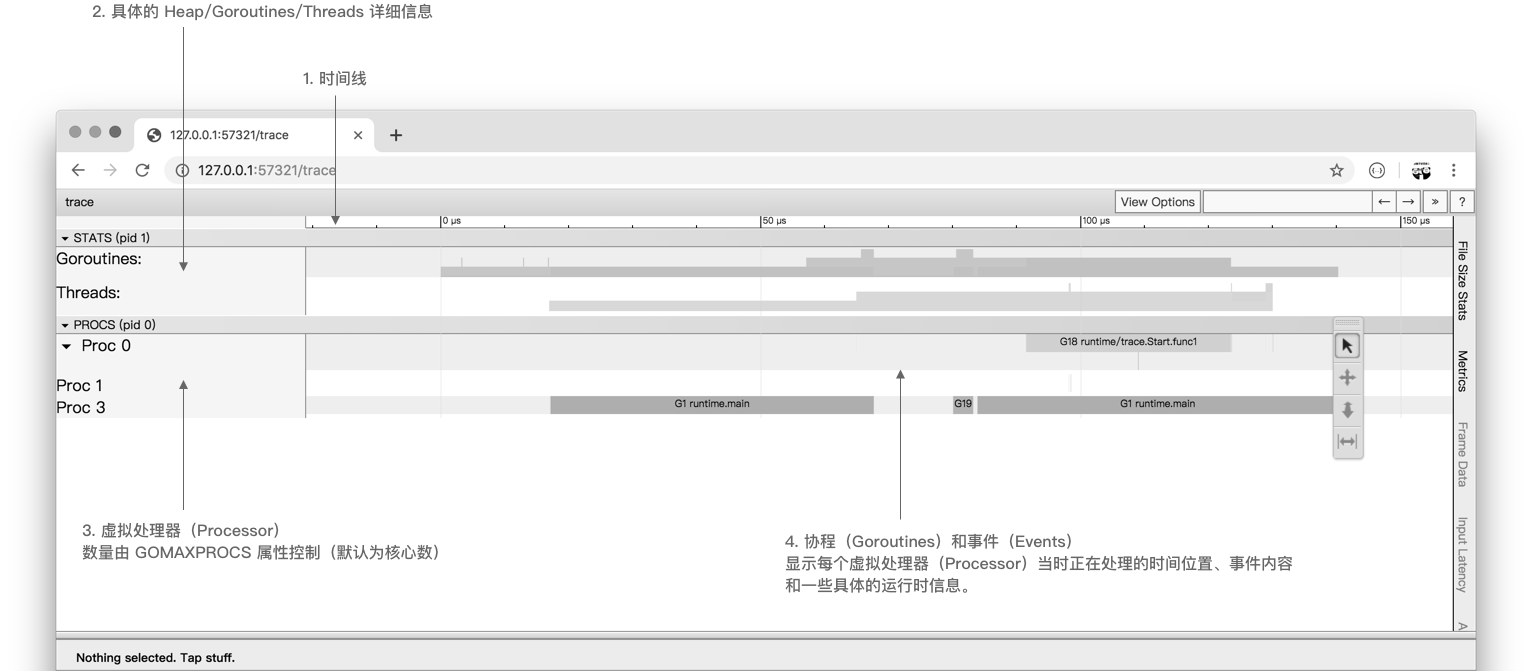 2. 具体的 Heap/Goroutines/Threads 详细信息
1. 时间线
127.0.0.1:57321/trace
127.0.0.1:57321/trace
trace
View Options
← → » ?
0 μs 50 μs 100 μs 150 μs
STATS (pid 1)
Goroutines:
Threads:
PROCS (pid 0)
Proc 0
G18 runtime/trace.Start.func1
Proc 1
Proc 3
G1 runtime.main G19 G1 runtime.main
File Size Stats
Metrics
Frame Data
Input Latency
A
3. 虚拟处理器（Processor）
数量由 GOMAXPROCS 属性控制（默认为核心数）
4. 协程（Goroutines）和事件（Events）
显示每个虚拟处理器（Processor）当时正在处理的时间位置、事件内容
和一些具体的运行时信息。
Nothing selected. Tap stuff.